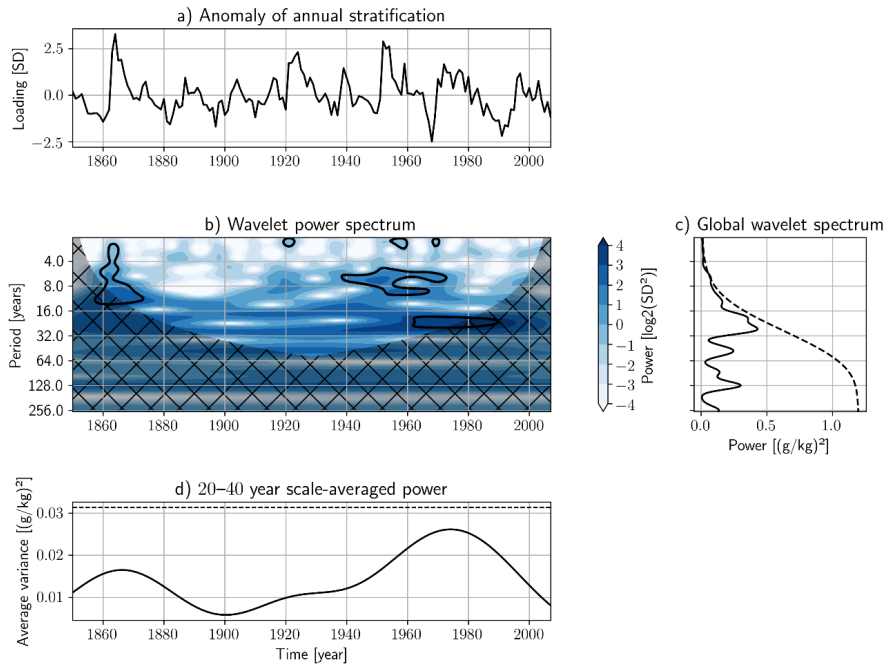 a) Anomaly of annual stratification
Loading [SD]
2.5
0.0
−2.5
1860 1880 1900 1920 1940 1960 1980 2000
b) Wavelet power spectrum
Period [years]
4.0
8.0
16.0
32.0
64.0
128.0
256.0
1860 1880 1900 1920 1940 1960 1980 2000
4
3
2
1
0
−1
−2
−3
−4
Power [log2(SD²)]
c) Global wavelet spectrum
0.0 0.5 1.0
Power [(g/kg)²]
d) 20–40 year scale-averaged power
Average variance [(g/kg)²]
0.03
0.02
0.01
1860 1880 1900 1920 1940 1960 1980 2000
Time [year]